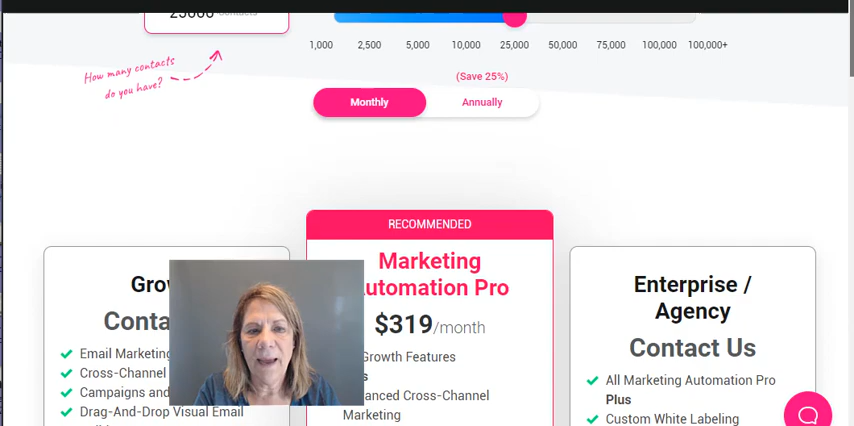 25000 contacts
1,000 2,500 5,000 10,000 25,000 50,000 75,000 100,000 100,000+
How many contacts
do you have?
(Save 25%)
Monthly Annually
RECOMMENDED
Marketing
utomation Pro
$319/month
Growth Features
s
anced Cross-Channel
Marketing
Grow
Conta
Email Marketing
Cross-Channel
Campaigns and
Drag-And-Drop Visual Email
Enterprise /
Agency
Contact Us
All Marketing Automation Pro
Plus
Custom White Labeling